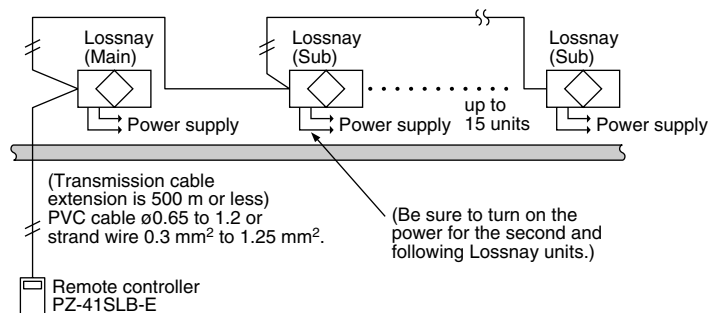 Lossnay
(Main)
Lossnay
(Sub)
Lossnay
(Sub)
up to
15 units
Power supply
Power supply
Power supply
(Transmission cable
extension is 500 m or less)
PVC cable ø0.65 to 1.2 or
strand wire 0.3 mm² to 1.25 mm².
(Be sure to turn on the
power for the second and
following Lossnay units.)
Remote controller
PZ-41SLB-E